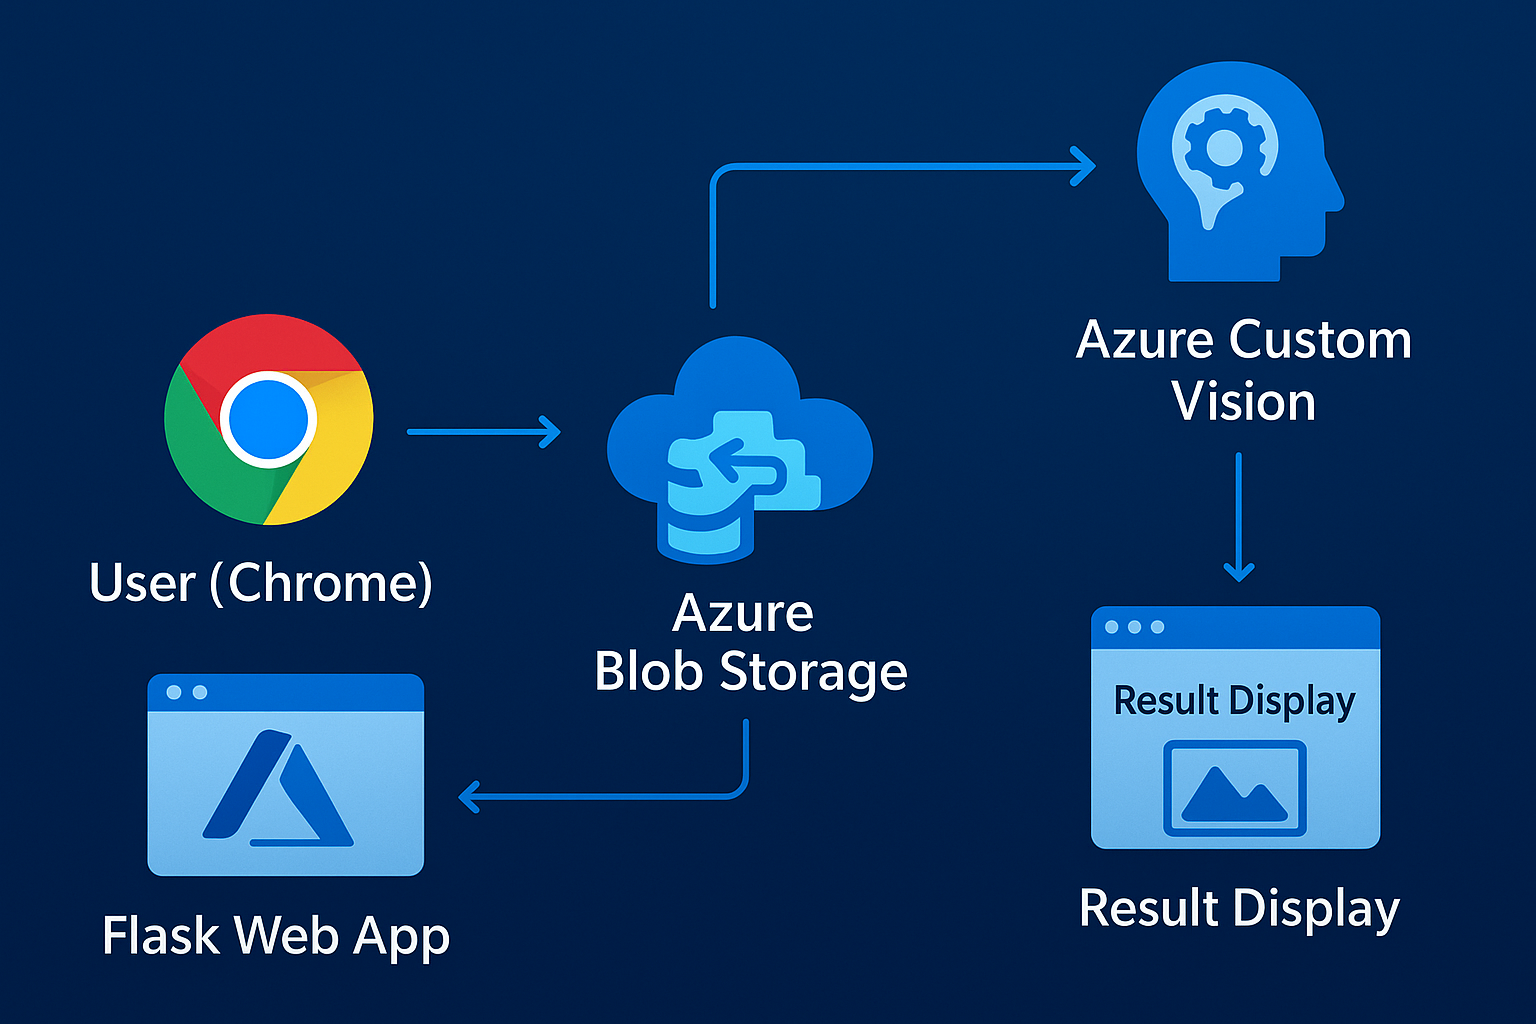 User (Chrome)
Azure
Blob Storage
Azure Custom
Vision
Flask Web App
Result Display
Result Display